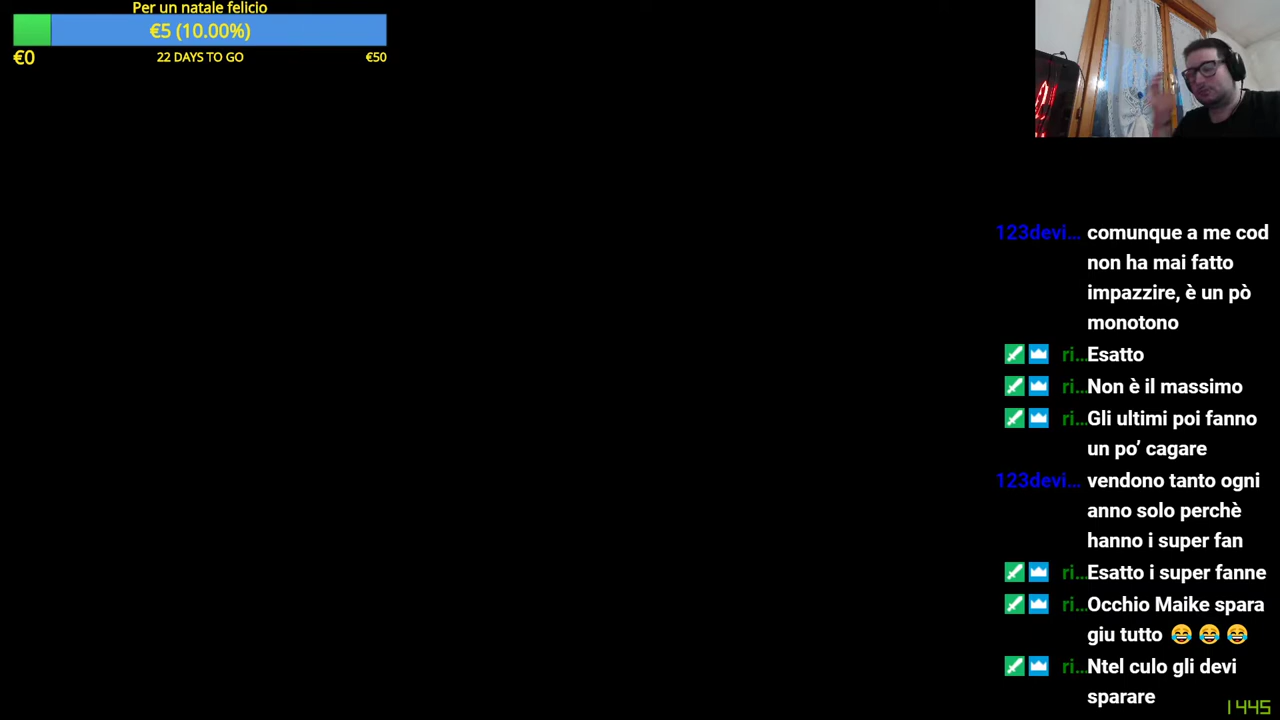 Per un natale felicio
€5 (10.00%)
€0
22 DAYS TO GO
€50
123devi... comunque a me cod
non ha mai fatto
impazzire, è un pò
monotono
ri... Esatto
ri... Non è il massimo
ri... Gli ultimi poi fanno
un po’ cagare
123devi... vendono tanto ogni
anno solo perchè
hanno i super fan
ri... Esatto i super fanne
ri... Occhio Maike spara
giu tutto 😂 😂 😂
ri... Ntel culo gli devi
sparare
1445